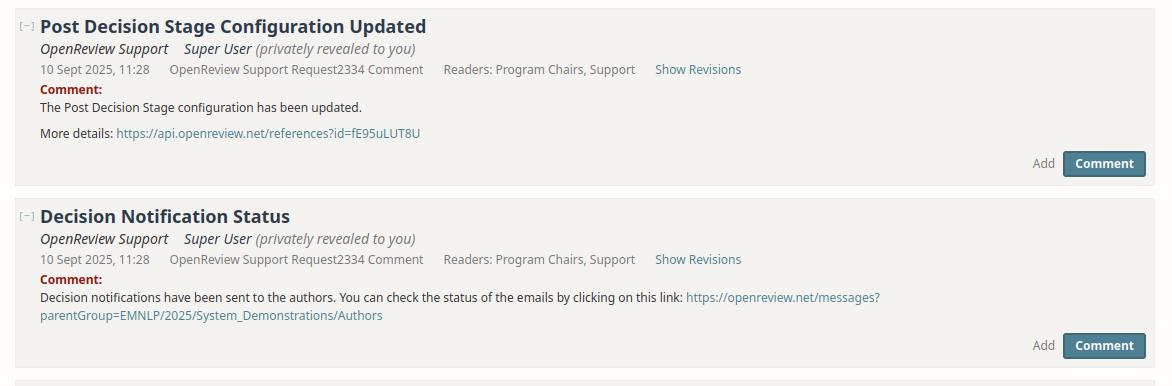 [–] Post Decision Stage Configuration Updated
OpenReview Support Super User (privately revealed to you)
10 Sept 2025, 11:28 OpenReview Support Request2334 Comment Readers: Program Chairs, Support Show Revisions
Comment:
The Post Decision Stage configuration has been updated.
More details: https://api.openreview.net/references?id=fE95uLUT8U
Add Comment
[–] Decision Notification Status
OpenReview Support Super User (privately revealed to you)
10 Sept 2025, 11:28 OpenReview Support Request2334 Comment Readers: Program Chairs, Support Show Revisions
Comment:
Decision notifications have been sent to the authors. You can check the status of the emails by clicking on this link: https://openreview.net/messages?
parentGroup=EMNLP/2025/System_Demonstrations/Authors
Add Comment